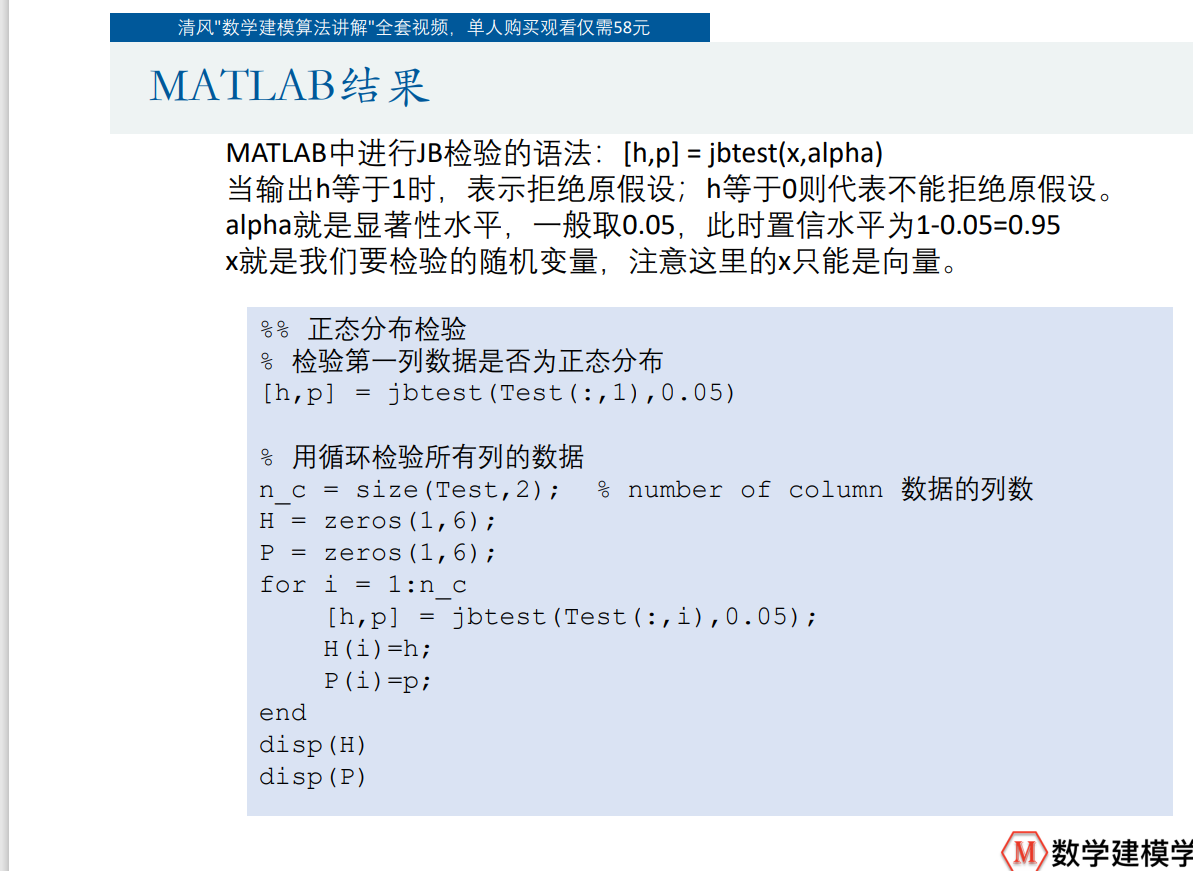 清风"数学建模算法讲解"全套视频，单人购买观看仅需58元
MATLAB结果
MATLAB中进行JB检验的语法：[h,p] = jbtest(x,alpha)
当输出h等于1时，表示拒绝原假设；h等于0则代表不能拒绝原假设。
alpha就是显著性水平，一般取0.05，此时置信水平为1-0.05=0.95
x就是我们要检验的随机变量，注意这里的x只能是向量。
%% 正态分布检验
% 检验第一列数据是否为正态分布
[h,p] = jbtest(Test(:,1),0.05)
% 用循环检验所有列的数据
n_c = size(Test,2); % number of column 数据的列数
H = zeros(1,6);
P = zeros(1,6);
for i = 1:n_c
[h,p] = jbtest(Test(:,i),0.05);
H(i)=h;
P(i)=p;
end
disp(H)
disp(P)
M 数学建模学